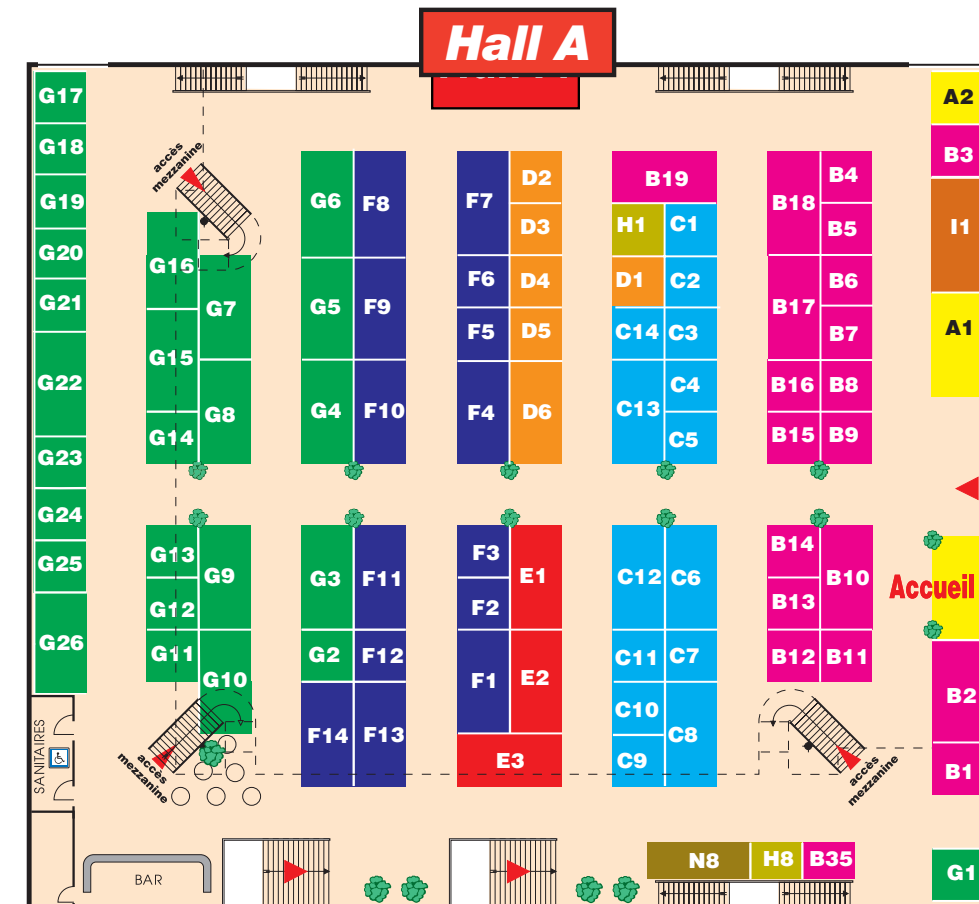 Hall A
G17
A2
G18
accès
mezzanine
B3
G6
F8
F7
D2
B19
B18
B4
G19
D3
H1
C1
B5
I1
G20
G16
G7
G5
F9
F6
D4
D1
C2
B17
B6
G21
F5
D5
C14
C3
B7
A1
G22
G15
G8
G4
F10
F4
D6
C13
C4
B16
B8
G14
C5
B15
B9
G23
G24
G13
G9
G3
F11
F3
E1
C12
C6
B14
B10
G25
G12
F2
B13
Accueil
G26
G11
G10
G2
F12
F1
E2
C11
C7
B12
B11
B2
F14
F13
C10
C8
E3
C9
B1
SANITAIRES
accès
mezzanine
accès
mezzanine
BAR
N8
H8
B35
G1